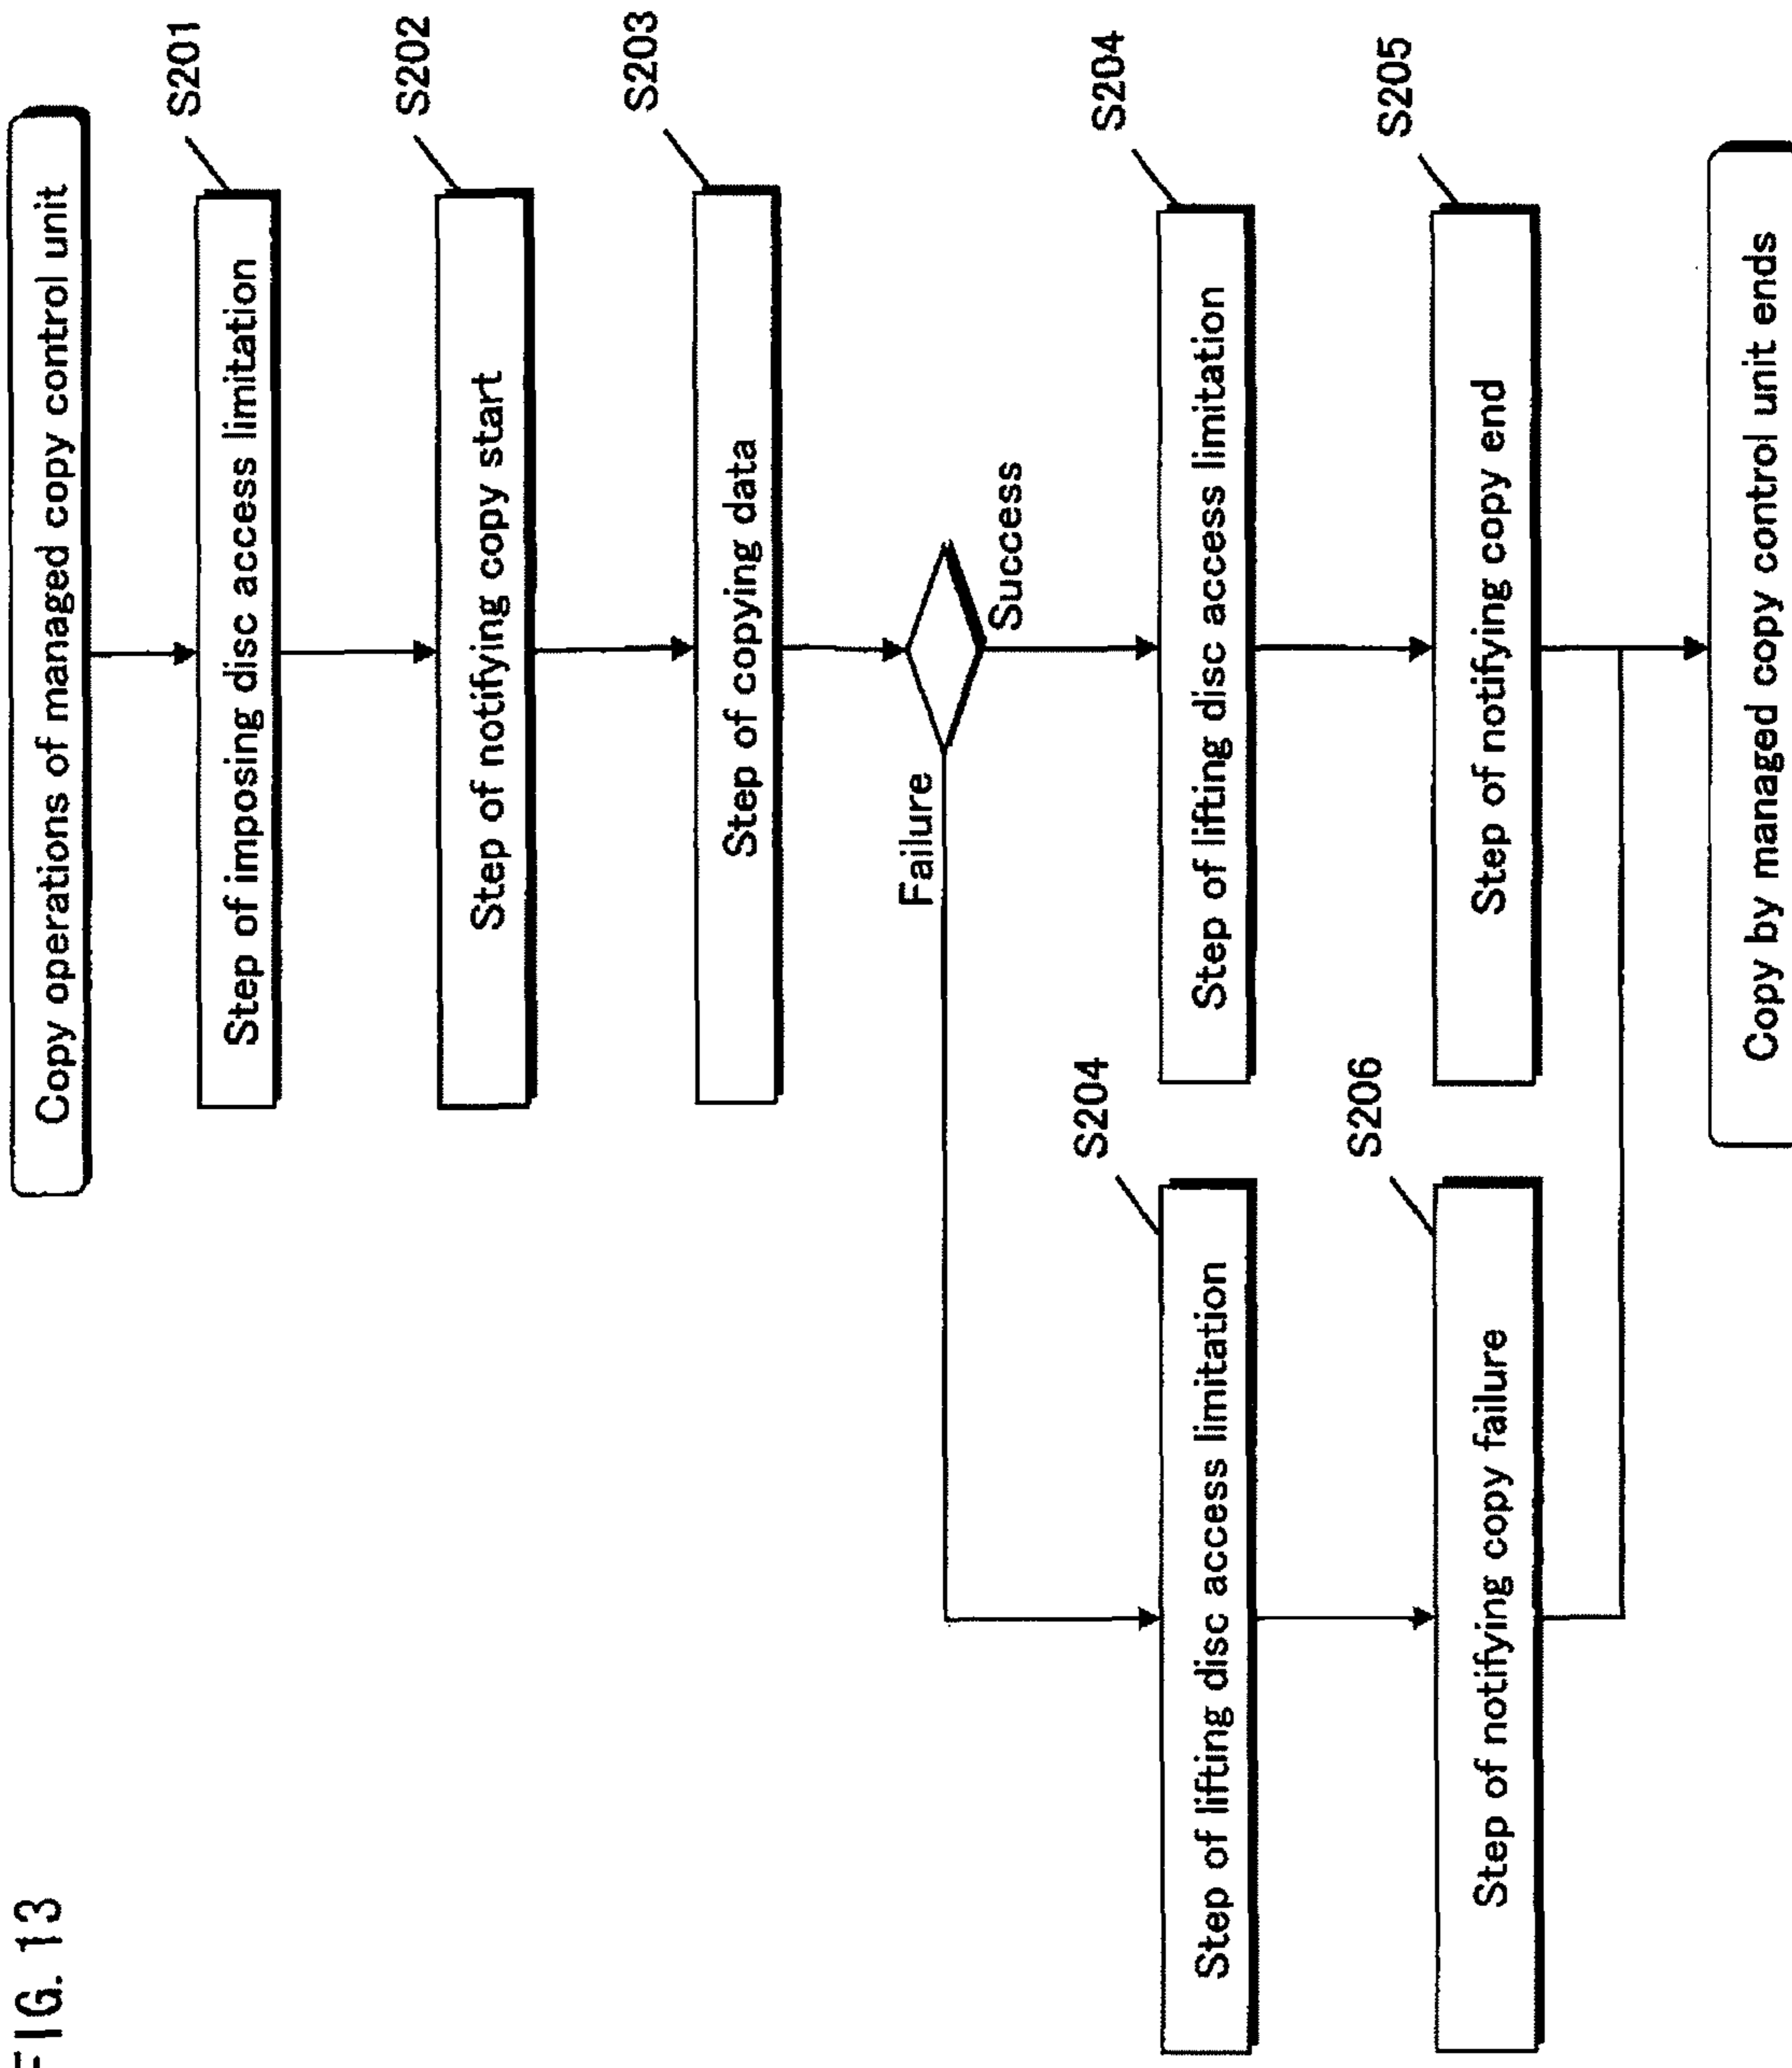 FIG. 13
Copy operations of managed copy control unit
S201
Step of imposing disc access limitation
S202
Step of notifying copy start
S203
Step of copying data
Failure
Success
S204
Step of lifting disc access limitation
S204
Step of lifting disc access limitation
S206
Step of notifying copy failure
S205
Step of notifying copy end
Copy by managed copy control unit ends